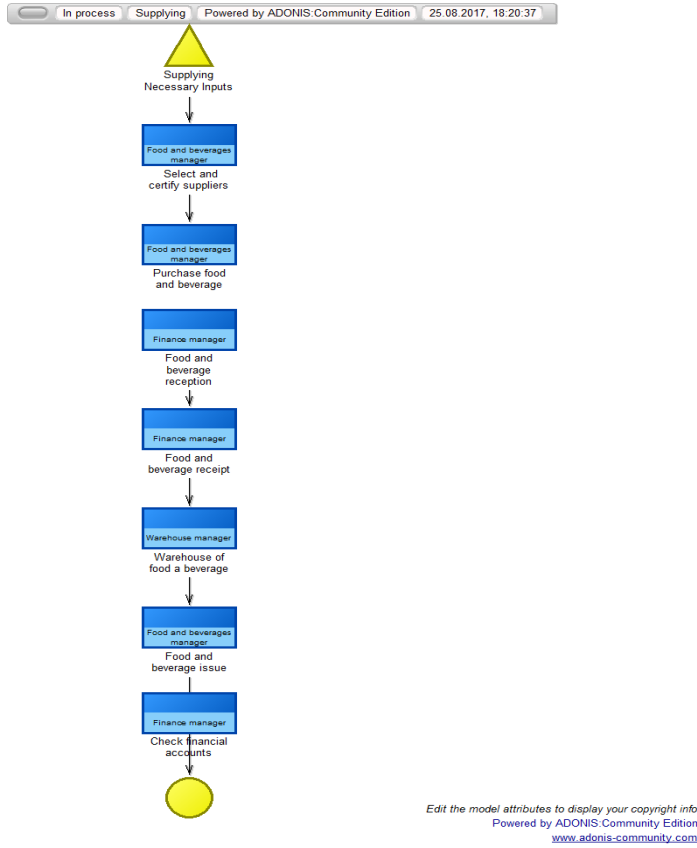 In process Supplying Powered by ADONIS:Community Edition 25.08.2017, 18:20:37
Supplying
Necessary Inputs
Food and beverages
manager
Select and
certify suppliers
Food and beverages
manager
Purchase food
and beverage
Finance manager
Food and
beverage
reception
Finance manager
Food and
beverage receipt
Warehouse manager
Warehouse of
food a beverage
Food and beverages
manager
Food and
beverage issue
Finance manager
Check financial
accounts
Edit the model attributes to display your copyright info
Powered by ADONIS:Community Edition
www.adonis-community.com